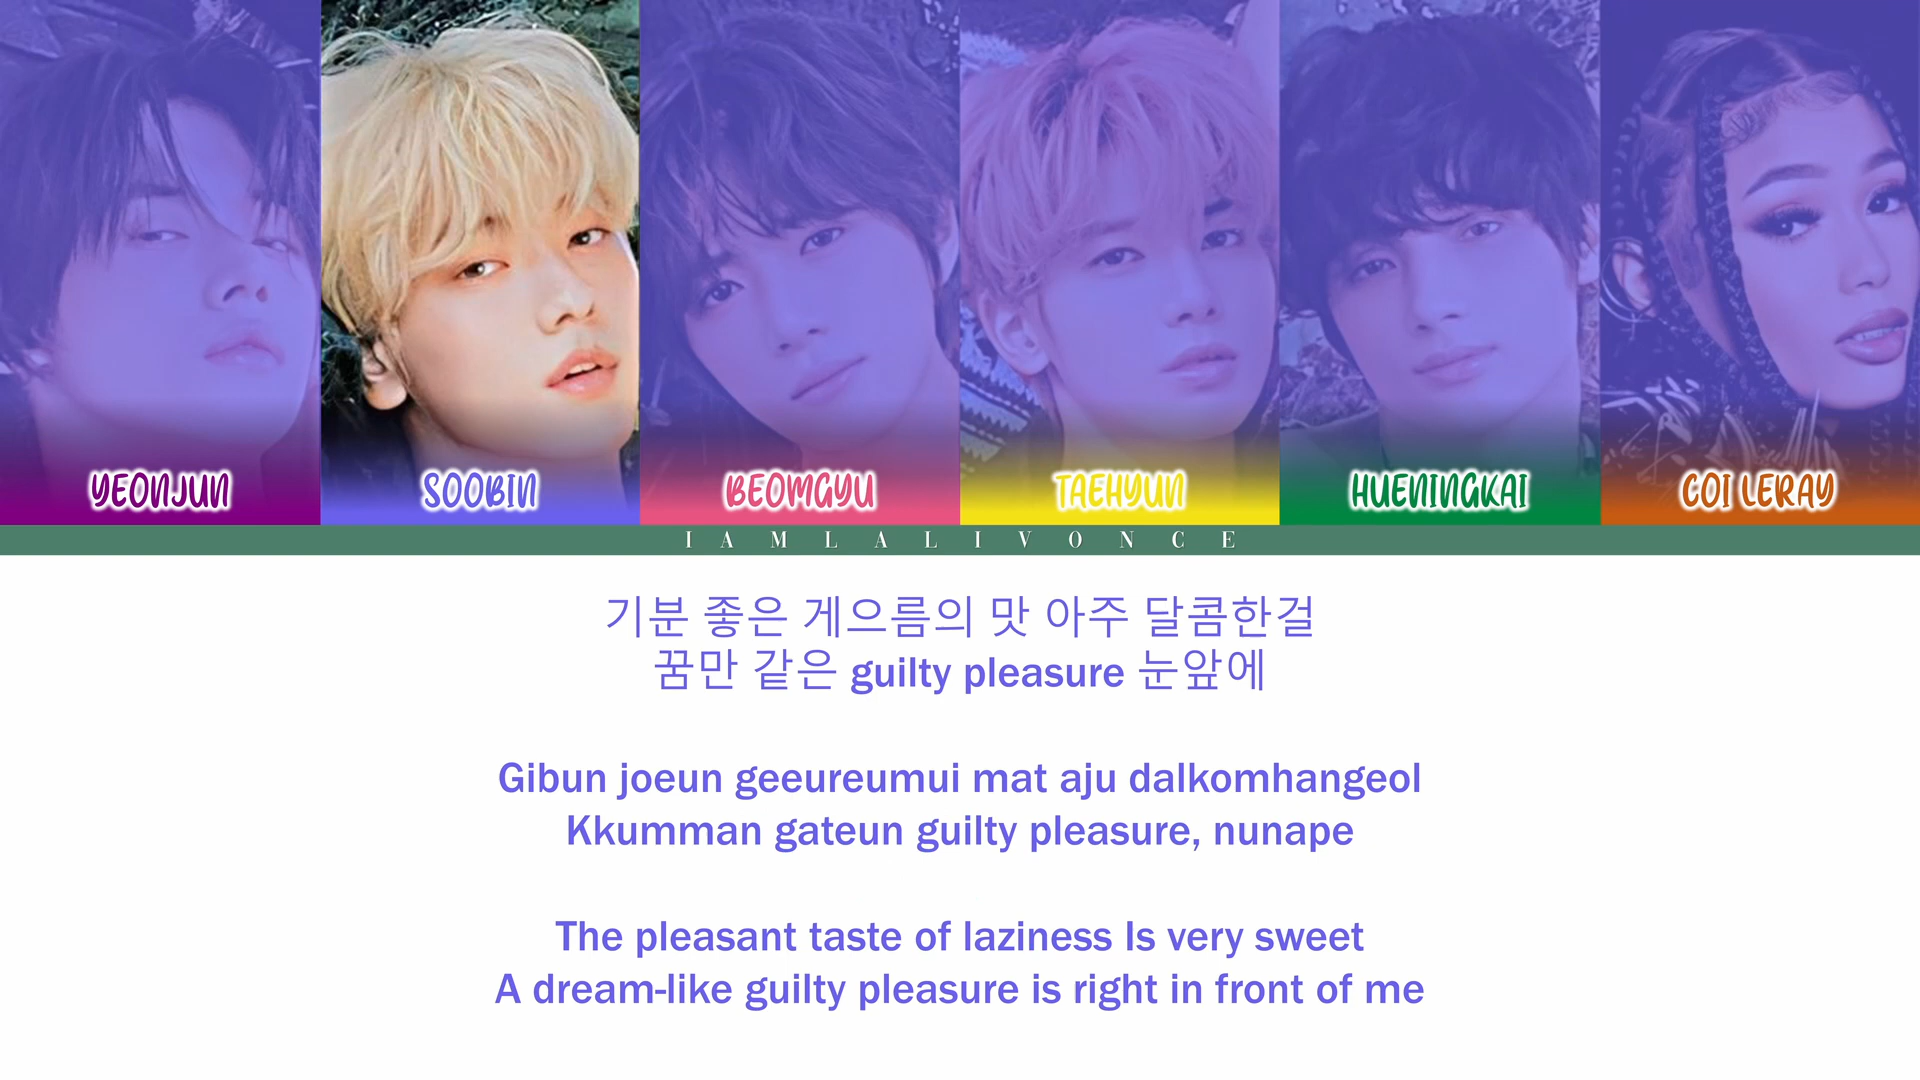 YEONJUN
SOOBIN
BEOMGYU
TAEHYUN
HUENINGKAI
COI LERAY
IAMLALIVONCE
기분 좋은 게으름의 맛 아주 달콤한걸
꿈만 같은 guilty pleasure 눈앞에
Gibun joeun geeureumui mat aju dalkomhangeol
Kkumman gateun guilty pleasure, nunape
The pleasant taste of laziness Is very sweet
A dream-like guilty pleasure is right in front of me